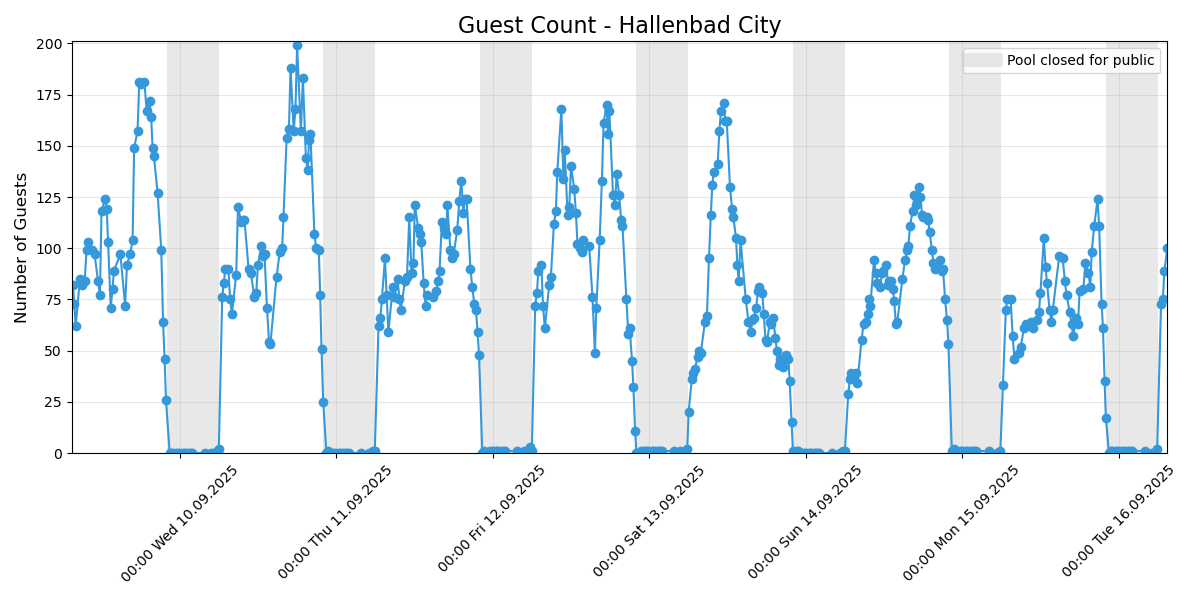 Guest Count - Hallenbad City
Number of Guests
200
175
150
125
100
75
50
25
0
Pool closed for public
00:00 Wed 10.09.2025
00:00 Thu 11.09.2025
00:00 Fri 12.09.2025
00:00 Sat 13.09.2025
00:00 Sun 14.09.2025
00:00 Mon 15.09.2025
00:00 Tue 16.09.2025